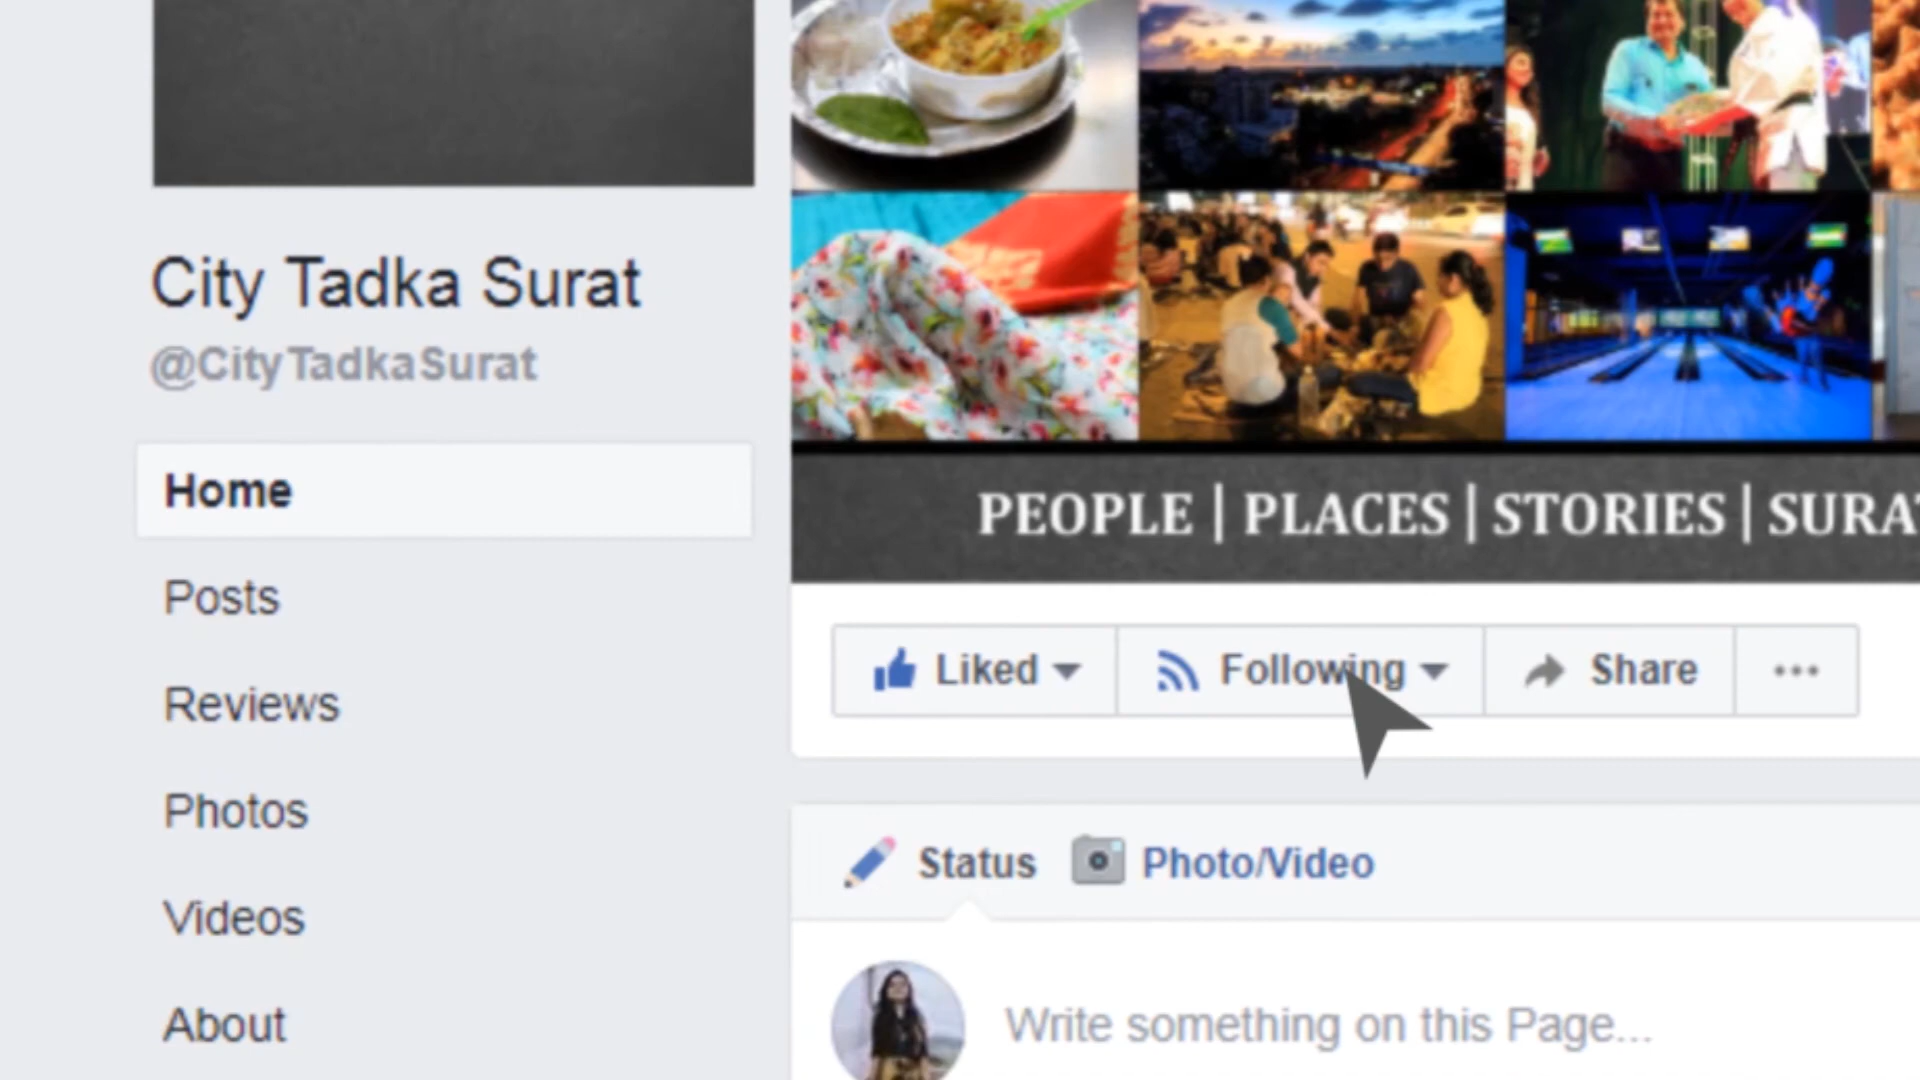 City Tadka Surat
@CityTadkaSurat
Home
Posts
Reviews
Photos
Videos
About
PEOPLE | PLACES | STORIES | SURAT
Liked
Following
Share
Status
Photo/Video
Write something on this Page...